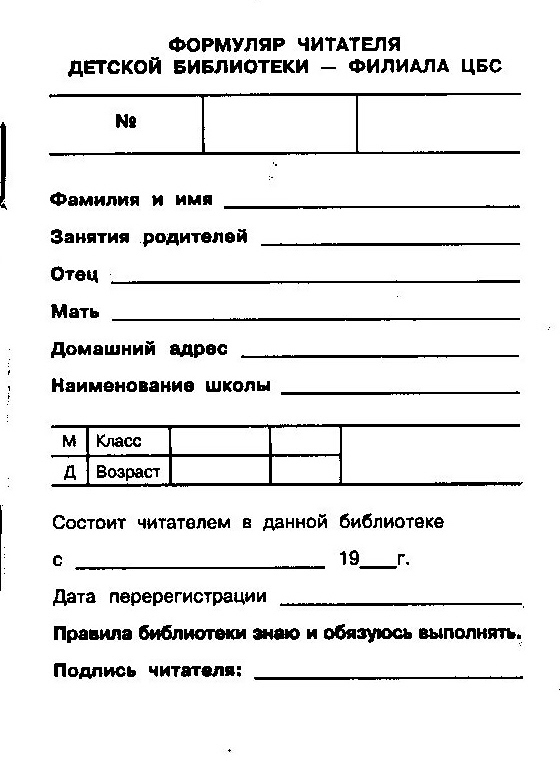 ФОРМУЛЯР ЧИТАТЕЛЯ
ДЕТСКОЙ БИБЛИОТЕКИ — ФИЛИАЛА ЦБС
№
Фамилия и имя
Занятия родителей
Отец
Мать
Домашний адрес
Наименование школы
М Класс
Д Возраст
Состоит читателем в данной библиотеке
с 19 г.
Дата перерегистрации
Правила библиотеки знаю и обязуюсь выполнять.
Подпись читателя: